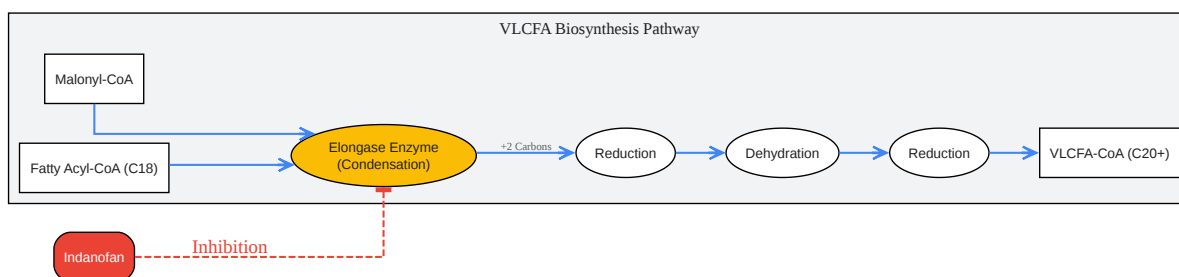 VLCFA Biosynthesis Pathway
Malonyl-CoA
Fatty Acyl-CoA (C18)
Elongase Enzyme
(Condensation)
+2 Carbons
Reduction
Dehydration
Reduction
VLCFA-CoA (C20+)
Indanofan
Inhibition